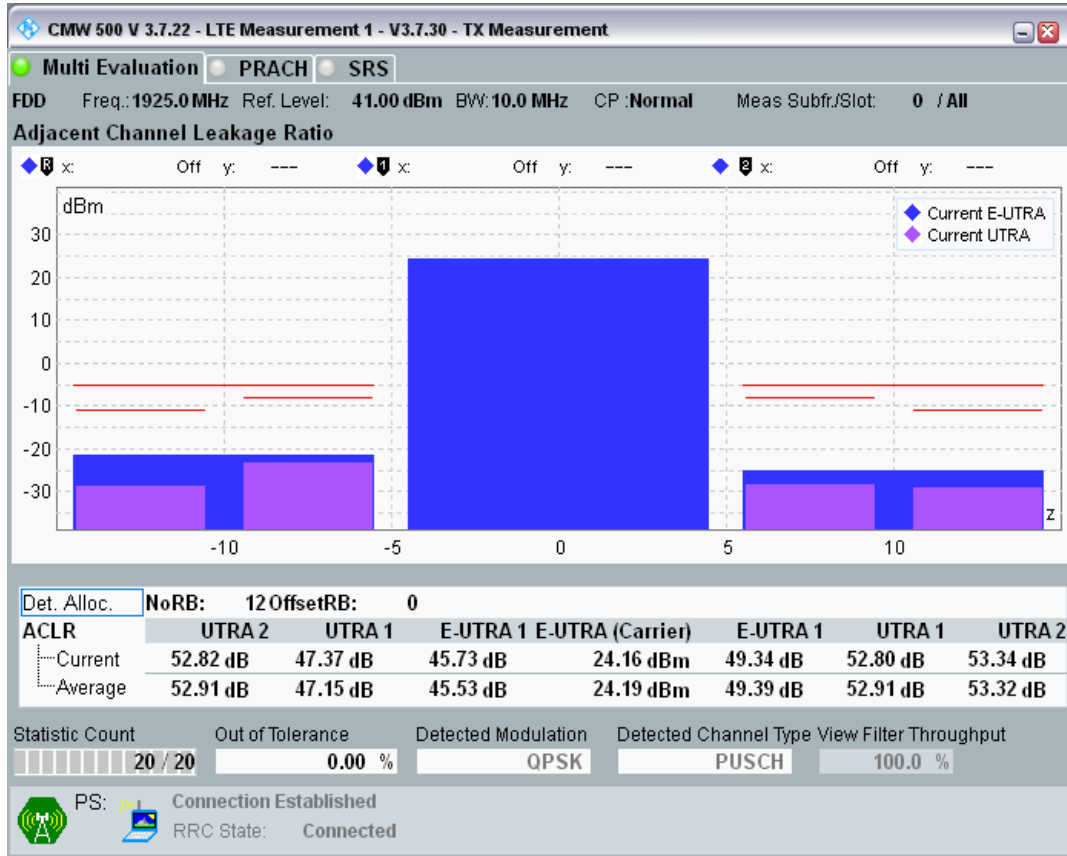 CMW 500 V 3.7.22 - LTE Measurement 1 - V3.7.30 - TX Measurement
Multi Evaluation PRACH SRS
FDD Freq.: 1925.0 MHz Ref. Level: 41.00 dBm BW: 10.0 MHz CP : Normal Meas Subfr./Slot: 0 / All
Adjacent Channel Leakage Ratio
R x: Off y: --- 1 x: Off y: --- 2 x: Off y: ---
dBm
Current E-UTRA
Current UTRA
30
20
10
0
-10
-20
-30
z
-10 -5 0 5 10
Det. Alloc. NoRB: 12 OffsetRB: 0
ACLR UTRA 2 UTRA 1 E-UTRA 1 E-UTRA (Carrier) E-UTRA 1 UTRA 1 UTRA 2
Current 52.82 dB 47.37 dB 45.73 dB 24.16 dBm 49.34 dB 52.80 dB 53.34 dB
Average 52.91 dB 47.15 dB 45.53 dB 24.19 dBm 49.39 dB 52.91 dB 53.32 dB
Statistic Count Out of Tolerance Detected Modulation Detected Channel Type View Filter Throughput
20 / 20 0.00 % QPSK PUSCH 100.0 %
PS: Connection Established
RRC State: Connected